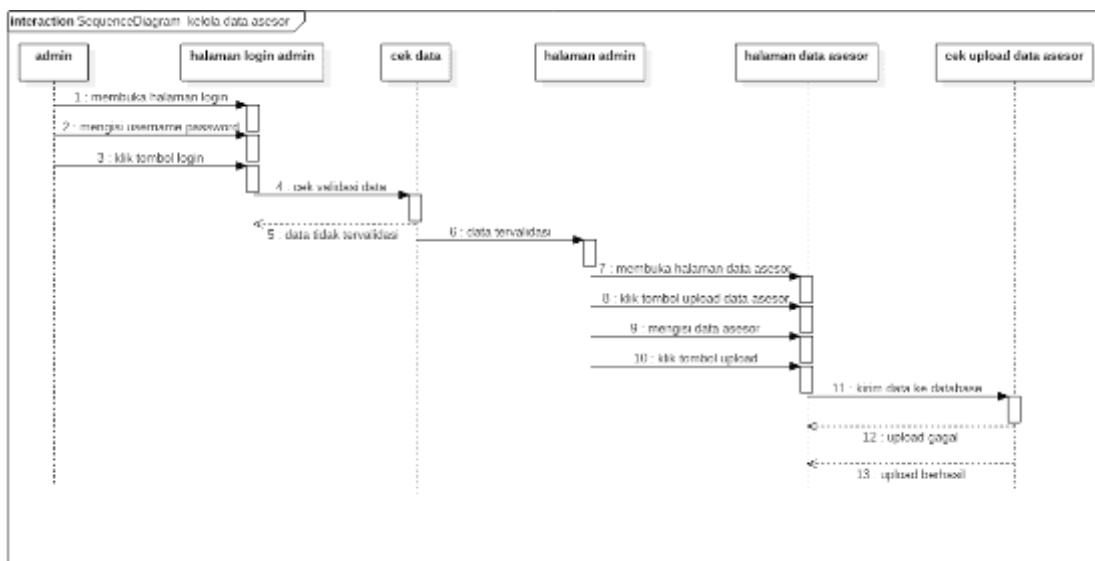 interaction SequenceDiagram kelola data asesor
admin
halaman login admin
cek data
halaman admin
halaman data asesor
cek upload data asesor
1 : membuka halaman login
2 : mengisi username password
3 : klik tombol login
4 : cek validasi data
5 : data tidak tervalidasi
6 : data tervalidasi
7 : membuka halaman data asesor
8 : klik tombol upload data asesor
9 : mengisi data asesor
10 : klik tombol upload
11 : kirim data ke database
12 : upload gagal
13 : upload berhasil